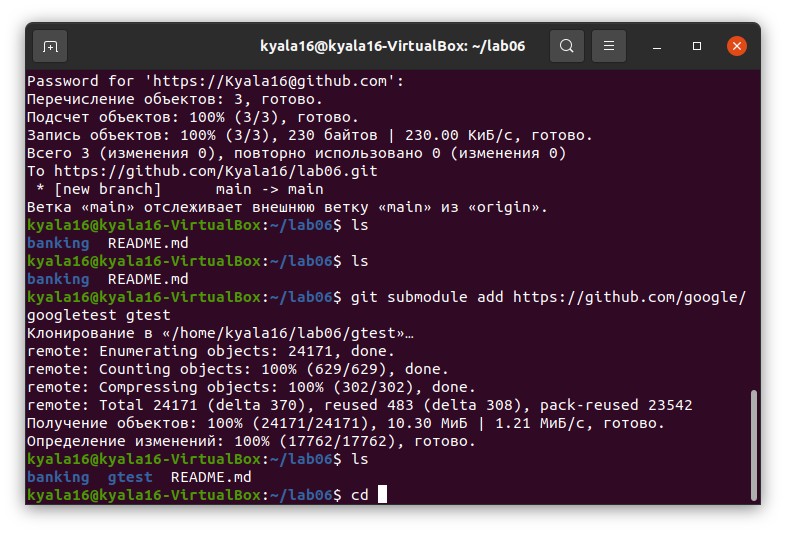 kyala16@kyala16-VirtualBox: ~/lab06
Password for 'https://Kyala16@github.com':
Перечисление объектов: 3, готово.
Подсчет объектов: 100% (3/3), готово.
Запись объектов: 100% (3/3), 230 байтов | 230.00 КиБ/с, готово.
Всего 3 (изменения 0), повторно использовано 0 (изменения 0)
To https://github.com/Kyala16/lab06.git
 * [new branch]      main -> main
Ветка «main» отслеживает внешнюю ветку «main» из «origin».
kyala16@kyala16-VirtualBox:~/lab06$ ls
banking  README.md
kyala16@kyala16-VirtualBox:~/lab06$ ls
banking  README.md
kyala16@kyala16-VirtualBox:~/lab06$ git submodule add https://github.com/google/
googletest gtest
Клонирование в «/home/kyala16/lab06/gtest»…
remote: Enumerating objects: 24171, done.
remote: Counting objects: 100% (629/629), done.
remote: Compressing objects: 100% (302/302), done.
remote: Total 24171 (delta 370), reused 483 (delta 308), pack-reused 23542
Получение объектов: 100% (24171/24171), 10.30 МиБ | 1.21 МиБ/с, готово.
Определение изменений: 100% (17762/17762), готово.
kyala16@kyala16-VirtualBox:~/lab06$ ls
banking  gtest  README.md
kyala16@kyala16-VirtualBox:~/lab06$ cd